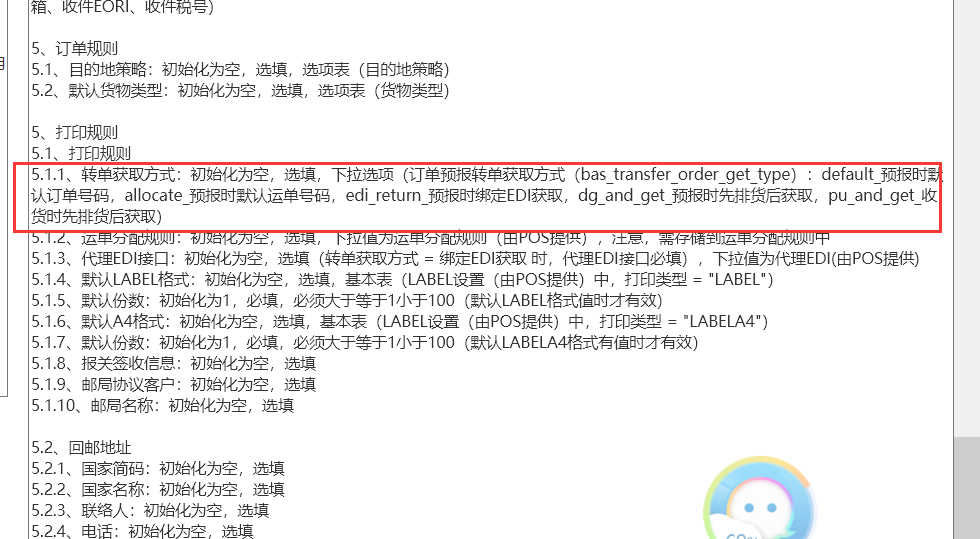 箱、收件EORI、收件税号)
5、订单规则
5.1、目的地策略：初始化为空，选填，选项表（目的地策略）
5.2、默认货物类型：初始化为空，选填，选项表（货物类型）
5、打印规则
5.1、打印规则
5.1.1、转单获取方式：初始化为空，选填，下拉选项（订单预报转单获取方式（bas_transfer_order_get_type）：default_预报时默
认订单号码，allocate_预报时默认运单号码，edi_return_预报时绑定EDI获取，dg_and_get_预报时先排货后获取，pu_and_get_收
货时先排货后获取）
5.1.2、运单分配规则：初始化为空，选填，下拉值为运单分配规则（由POS提供），注意，需存储到运单分配规则中
5.1.3、代理EDI接口：初始化为空，选填（转单获取方式 = 绑定EDI获取 时，代理EDI接口必填），下拉值为代理EDI(由POS提供)
5.1.4、默认LABEL格式：初始化为空，选填，基本表（LABEL设置（由POS提供）中，打印类型 = "LABEL"）
5.1.5、默认份数：初始化为1，必填，必须大于等于1小于100（默认LABEL格式值时才有效）
5.1.6、默认A4格式：初始化为空，选填，基本表（LABEL设置（由POS提供）中，打印类型 = "LABELA4"）
5.1.7、默认份数：初始化为1，必填，必须大于等于1小于100（默认LABELA4格式有值时才有效）
5.1.8、报关签收信息：初始化为空，选填
5.1.9、邮局协议客户：初始化为空，选填
5.1.10、邮局名称：初始化为空，选填
5.2、回邮地址
5.2.1、国家简码：初始化为空，选填
5.2.2、国家名称：初始化为空，选填
5.2.3、联络人：初始化为空，选填
5.2.4、电话：初始化为空，选填